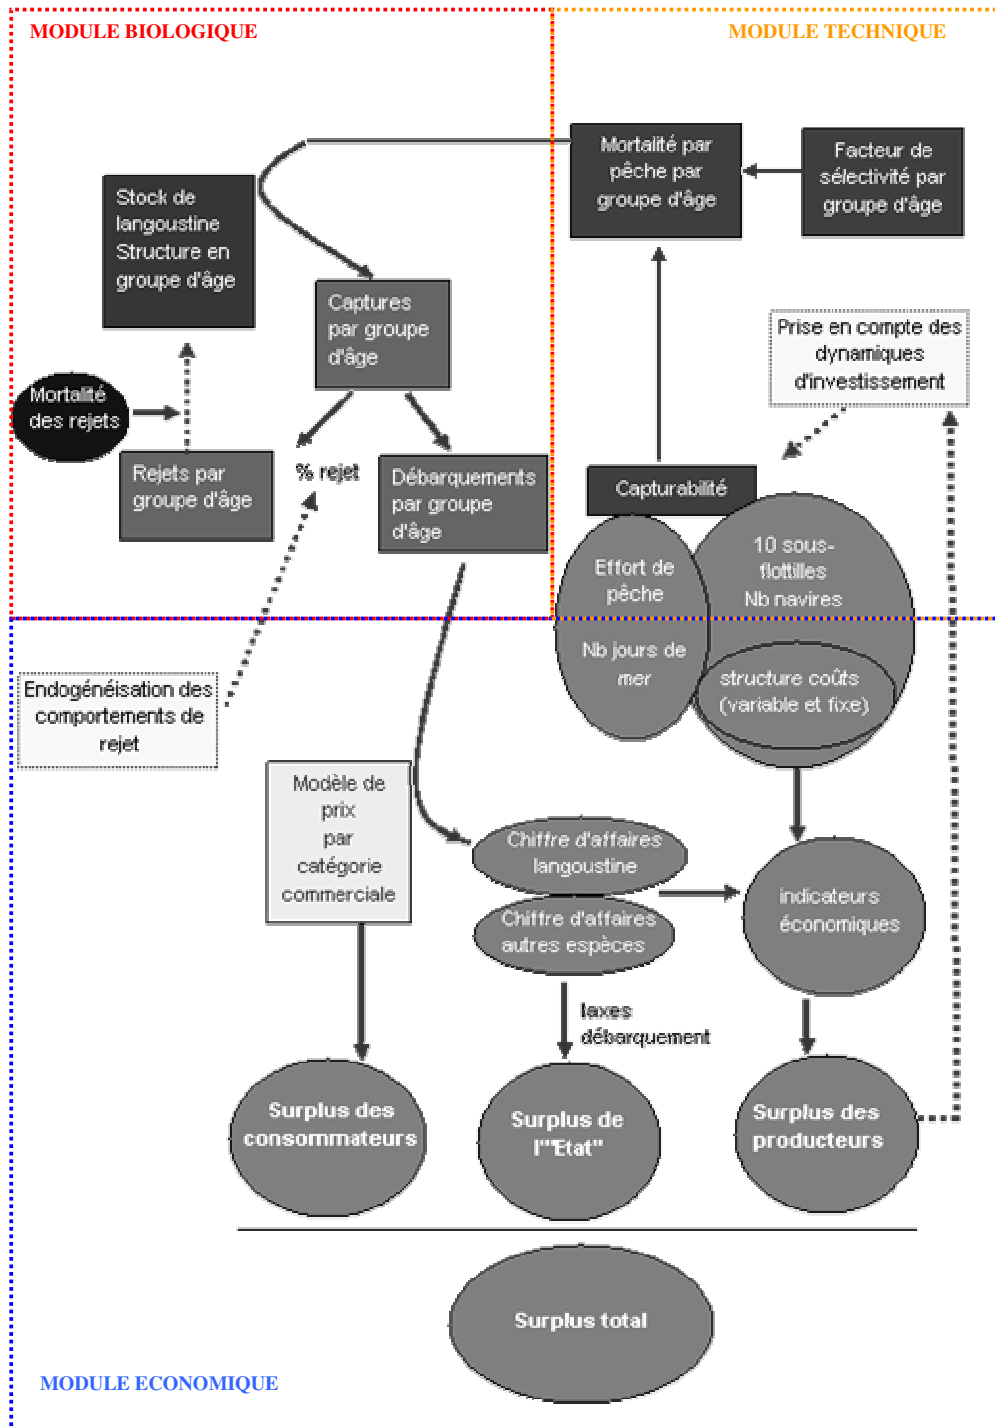 MODULE BIOLOGIQUE
MODULE TECHNIQUE
Mortalité par
pêche par
groupe d'âge
Facteur de
sélectivité par
groupe d'âge
Stock de
langoustine
Structure en
groupe d'âge
Captures
par groupe
d'âge
Prise en compte des
dynamiques
d'investissement
Mortalité
des rejets
Rejets par
groupe d'âge
% rejet
Débarquements
par groupe
d'âge
Capturabilité
Effort de
pêche
Nb jours de
mer
10 sous-
flottilles
Nb navires
structure coûts
(variable et fixe)
Endogénéisation des
comportements de
rejet
Modèle de
prix
par
catégorie
commerciale
Chiffre d'affaires
langoustine
Chiffre d'affaires
autres espèces
indicateurs
économiques
taxes
débarquement
Surplus des
consommateurs
Surplus de
l'"Etat"
Surplus des
producteurs
Surplus total
MODULE ECONOMIQUE